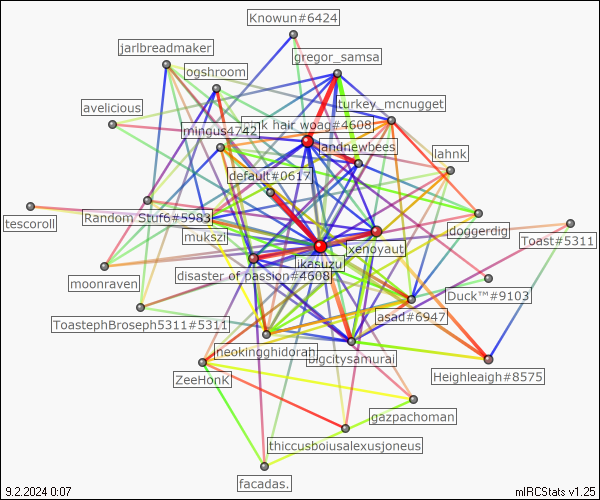 Knowun#6424
gregor_samsa
jarlbreadmaker
ogshroom
turkey_mcnugget
avelicious
hair woag#4608
mingus4742
landnewbees
lahnk
default#0617
Random Stuf6#5983
tescoroll
mukszi
xenoyaut
doggerdig
Toast#5311
ikasuzu
disaster of passion#4608
moonraven
Duck™#9103
asad#6947
ToastephBroseph5311#5311
neokingghidorah
bigcitysamurai
ZeeHonK
Heighleaigh#8575
gazpachoman
thiccusboiusalexusjoneus
facadas.
9.2.2024 0:07
mIRCStats v1.25